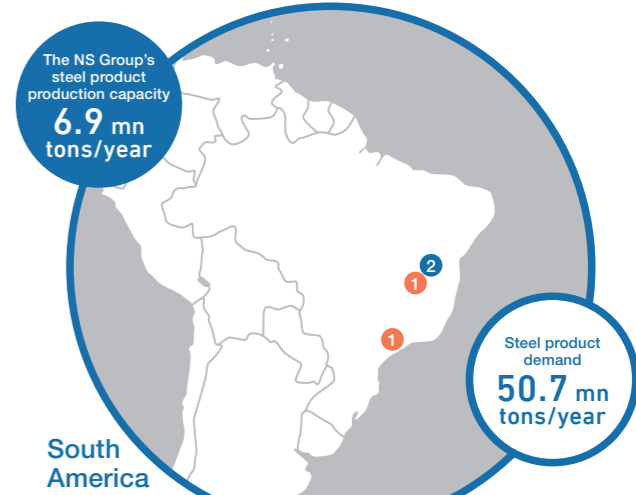 The NS Group's
steel product
production capacity
6.9 mn
tons/year
2
1
1
Steel product
demand
50.7 mn
tons/year
South
America